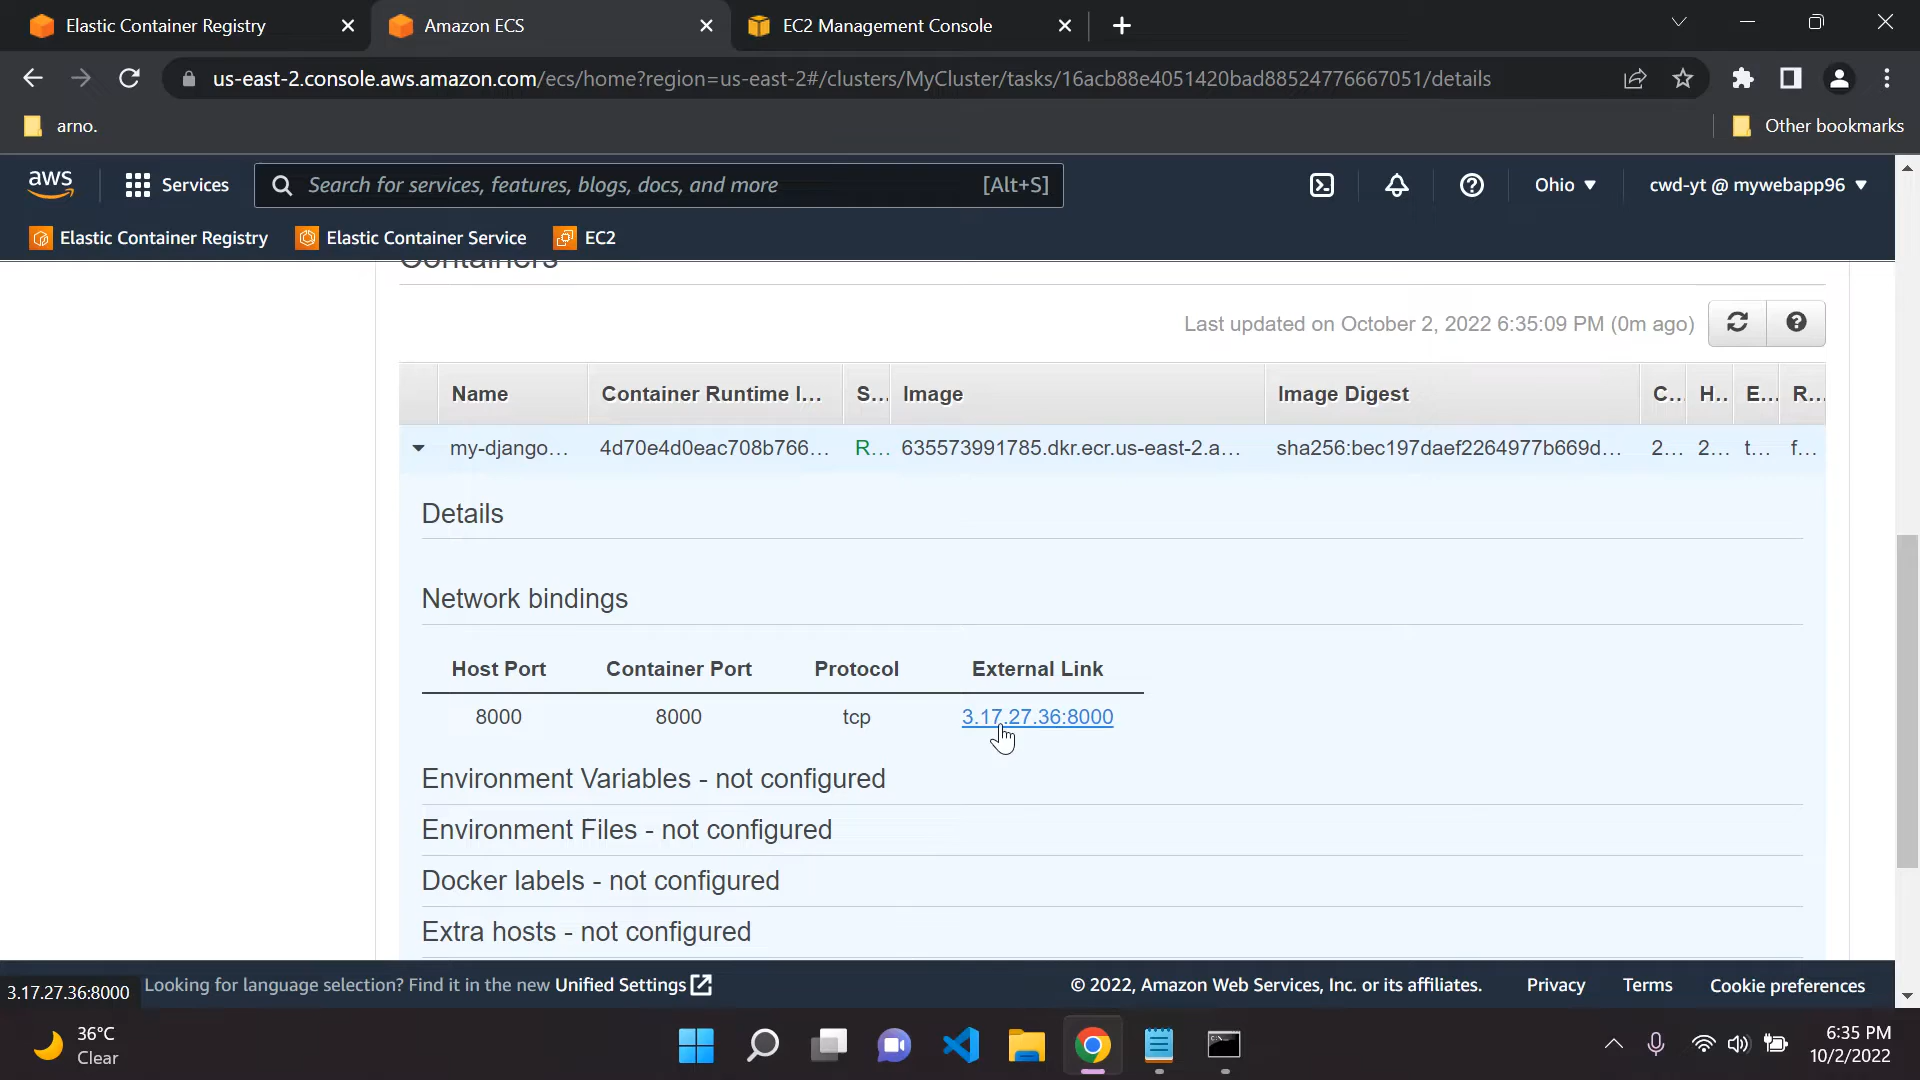 Elastic Container Registry
Amazon ECS
EC2 Management Console
us-east-2.console.aws.amazon.com/ecs/home?region=us-east-2#/clusters/MyCluster/tasks/16acb88e4051420bad88524776667051/details
arno.
Other bookmarks
aws
Services
Search for services, features, blogs, docs, and more
[Alt+S]
Ohio
cwd-yt @ mywebapp96
Elastic Container Registry
Elastic Container Service
EC2
Containers
Last updated on October 2, 2022 6:35:09 PM (0m ago)
Name
Container Runtime I...
S...
Image
Image Digest
C...
H...
E...
R...
my-django...
4d70e4d0eac708b766...
R...
635573991785.dkr.ecr.us-east-2.a...
sha256:bec197daef2264977b669d...
2...
2...
t...
f...
Details
Network bindings
Host Port
Container Port
Protocol
External Link
8000
8000
tcp
3.17.27.36:8000
Environment Variables - not configured
Environment Files - not configured
Docker labels - not configured
Extra hosts - not configured
3.17.27.36:8000
Looking for language selection? Find it in the new Unified Settings
© 2022, Amazon Web Services, Inc. or its affiliates.
Privacy
Terms
Cookie preferences
36°C
Clear
6:35 PM
10/2/2022